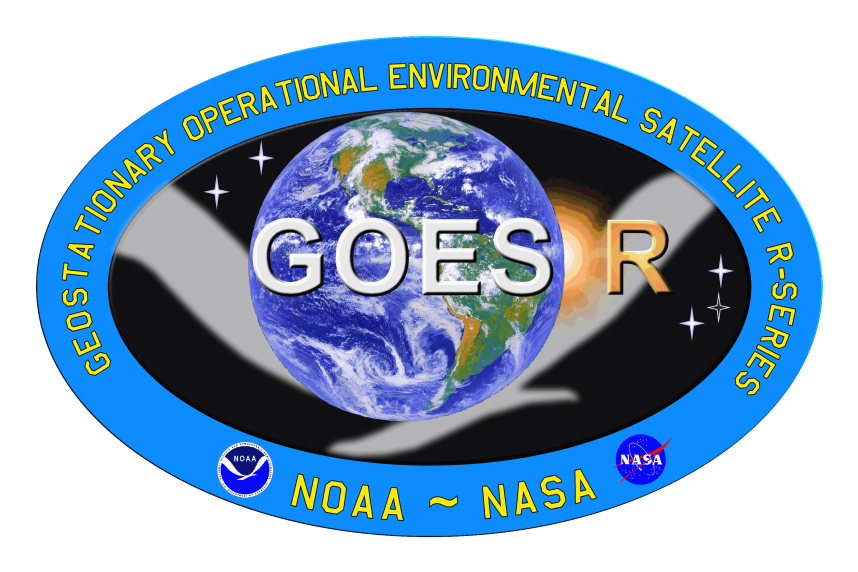 GEOSTATIONARY OPERATIONAL ENVIRONMENTAL SATELLITE R-SERIES
GOES R
NOAA
NASA
NOAA ~ NASA